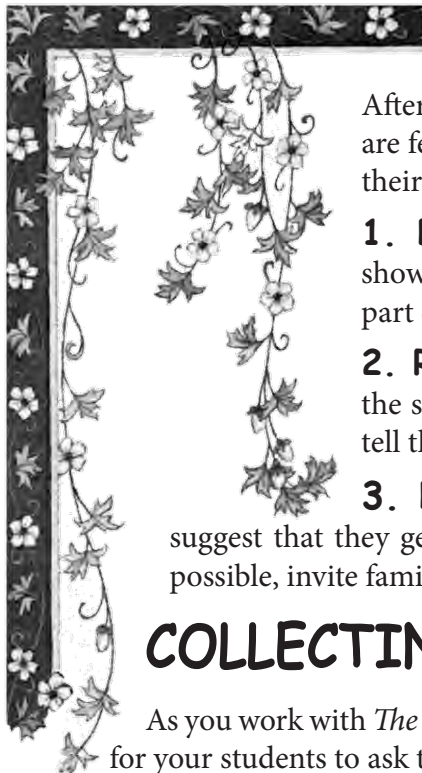 After
are fe
their
1.
show
part
2.
the s
tell th
3.
suggest that they ge
possible, invite fami
COLLECTIN
As you work with The
for your students to ask t